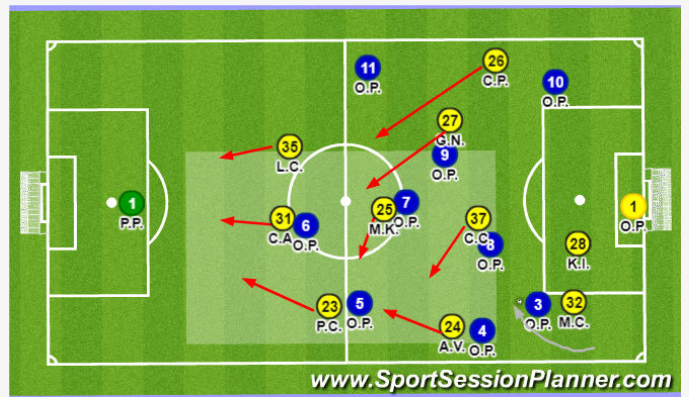 26
C.P.
11
O.P.
10
O.P.
27
G.N.
35
L.C.
9
O.P.
1
P.P.
31
C.A
6
O.P.
25
M.K.
7
O.P.
37
C.C.
8
O.P.
1
O.P.
28
K.I.
23
P.C.
5
O.P.
24
A.V.
4
O.P.
3
O.P.
32
M.C.
www.SportSessionPlanner.com